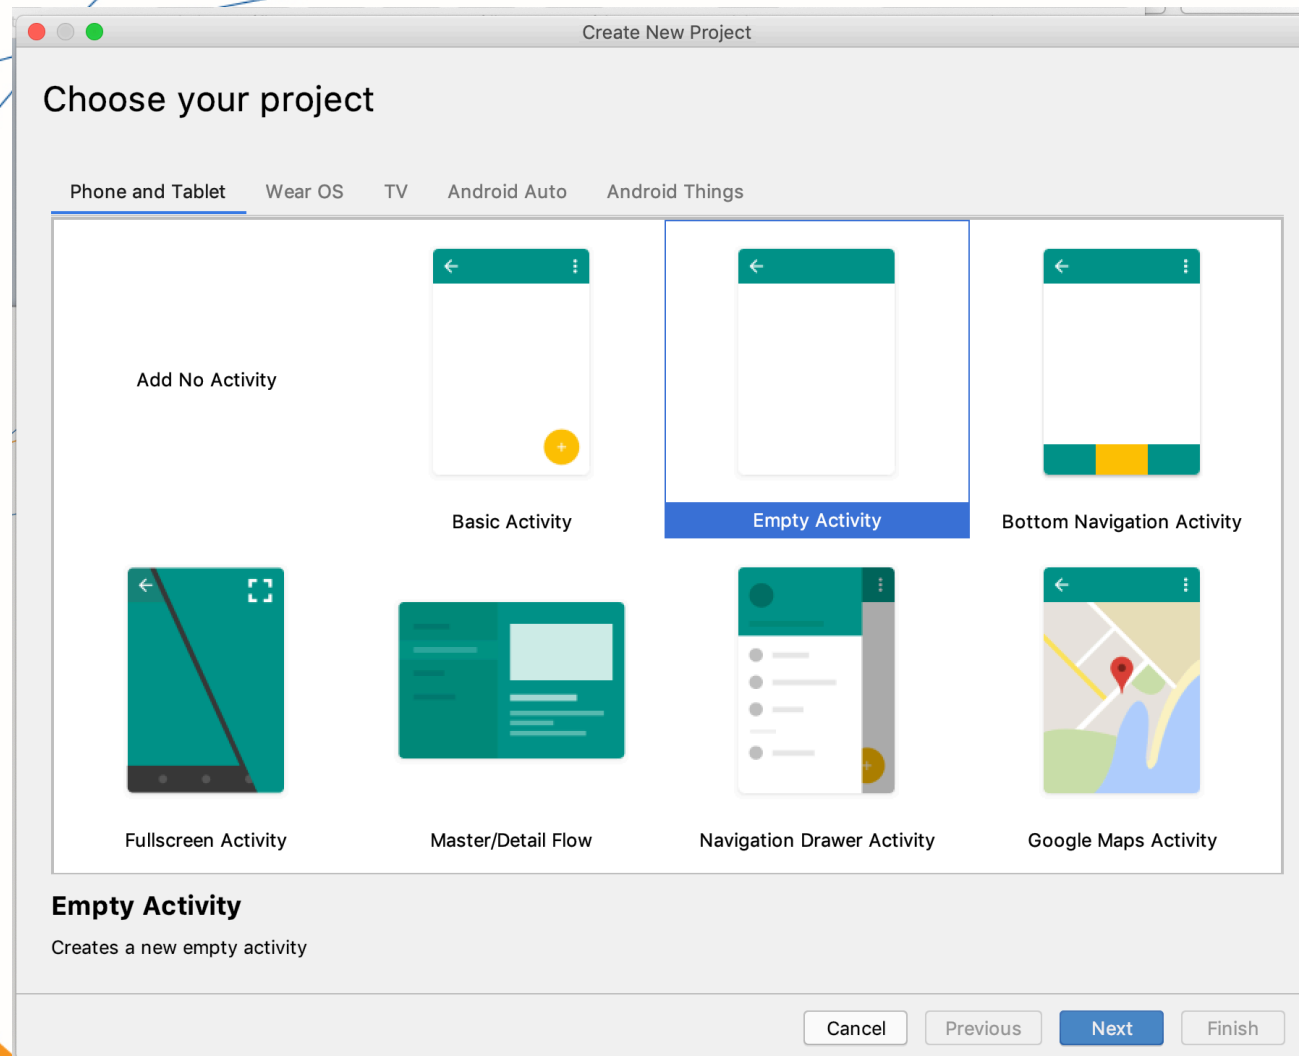 Create New Project
Choose your project
Phone and Tablet Wear OS TV Android Auto Android Things
Add No Activity
Basic Activity
Empty Activity
Bottom Navigation Activity
Fullscreen Activity
Master/Detail Flow
Navigation Drawer Activity
Google Maps Activity
Empty Activity
Creates a new empty activity
Cancel Previous Next Finish